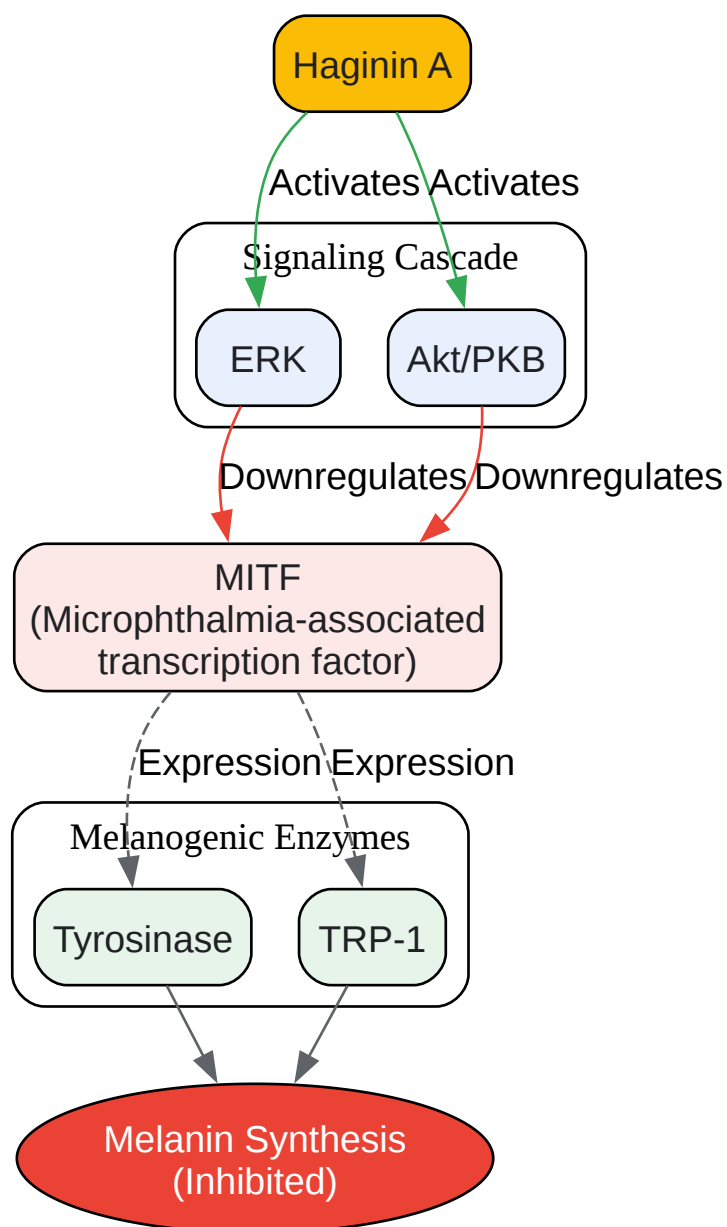 Haginin A
Activates Activates
Signaling Cascade
ERK Akt/PKB
Downregulates Downregulates
MITF
(Microphthalmia-associated
transcription factor)
Expression Expression
Melanogenic Enzymes
Tyrosinase TRP-1
Melanin Synthesis
(Inhibited)